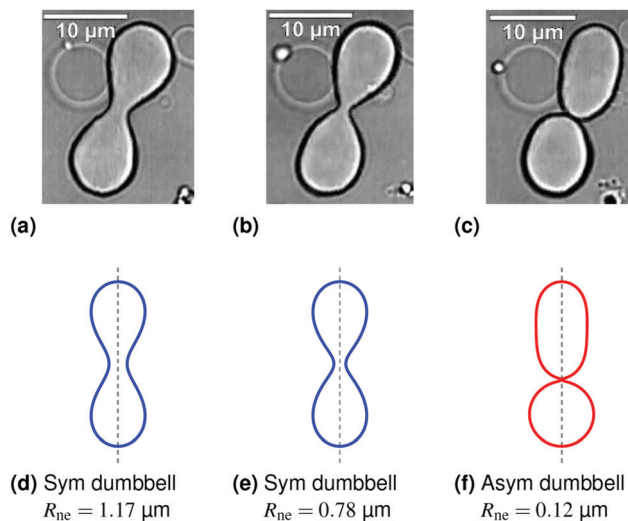 10 µm
10 µm
10 µm
(a)
(b)
(c)
(d) Sym dumbbell
R_ne = 1.17 µm
(e) Sym dumbbell
R_ne = 0.78 µm
(f) Asym dumbbell
R_ne = 0.12 µm